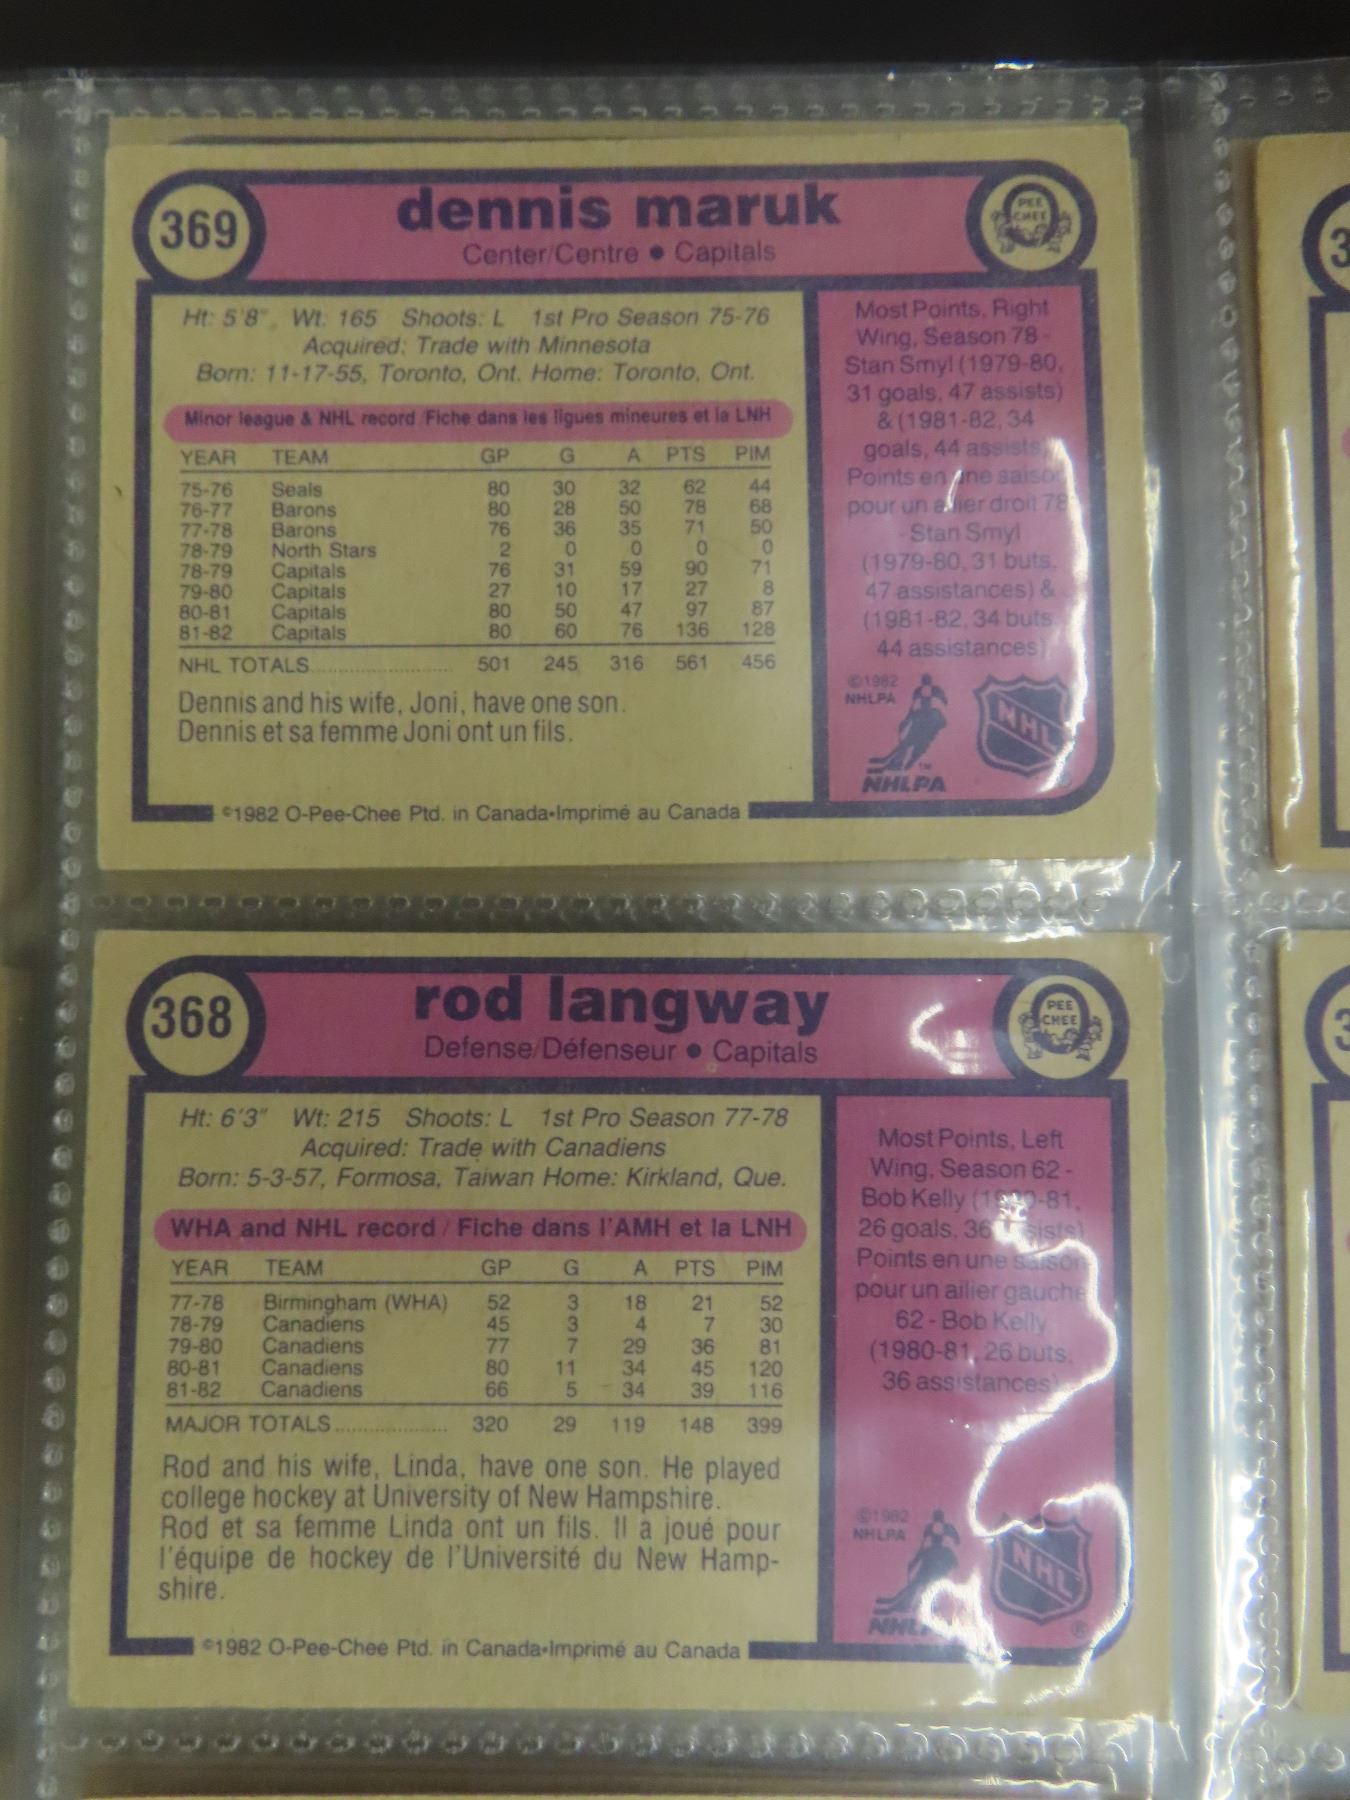 369
dennis maruk
Center/Centre • Capitals
PEE
CHEE
Ht: 5'8", Wt: 165 Shoots: L 1st Pro Season 75-76
Acquired: Trade with Minnesota
Born: 11-17-55, Toronto, Ont. Home: Toronto, Ont.
Minor league & NHL record/Fiche dans les ligues mineures et la LNH
YEAR TEAM GP G A PTS PIM
75-76 Seals 80 30 32 62 44
76-77 Barons 80 28 50 78 68
77-78 Barons 76 36 35 71 50
78-79 North Stars 2 0 0 0 0
78-79 Capitals 76 31 59 90 71
79-80 Capitals 27 10 17 27 8
80-81 Capitals 80 50 47 97 87
81-82 Capitals 80 60 76 136 128
NHL TOTALS 501 245 316 561 456
Dennis and his wife, Joni, have one son.
Dennis et sa femme Joni ont un fils.
©1982 O-Pee-Chee Ptd. in Canada•Imprimé au Canada
Most Points, Right
Wing, Season 78 -
Stan Smyl (1979-80,
31 goals, 47 assists)
& (1981-82, 34
goals, 44 assists)
Points en une saison
pour un ailier droit 78
- Stan Smyl
(1979-80, 31 buts,
47 assistances) &
(1981-82, 34 buts,
44 assistances)
©1982
NHLPA
NHLPA
NHL
®
368
rod langway
Defense/Défenseur • Capitals
PEE
CHEE
Ht: 6'3" Wt: 215 Shoots: L 1st Pro Season 77-78
Acquired: Trade with Canadiens
Born: 5-3-57, Formosa, Taiwan Home: Kirkland, Que.
WHA and NHL record / Fiche dans l'AMH et la LNH
YEAR TEAM GP G A PTS PIM
77-78 Birmingham (WHA) 52 3 18 21 52
78-79 Canadiens 45 3 4 7 30
79-80 Canadiens 77 7 29 36 81
80-81 Canadiens 80 11 34 45 120
81-82 Canadiens 66 5 34 39 116
MAJOR TOTALS 320 29 119 148 399
Rod and his wife, Linda, have one son. He played
college hockey at University of New Hampshire.
Rod et sa femme Linda ont un fils. Il a joué pour
l'équipe de hockey de l'Université du New Hamp-
shire.
©1982 O-Pee-Chee Ptd. in Canada•Imprimé au Canada
Most Points, Left
Wing, Season 62 -
Bob Kelly (1980-81,
26 goals, 36 assists)
Points en une saison
pour un ailier gauche
62 - Bob Kelly
(1980-81, 26 buts,
36 assistances)
©1982
NHLPA
NHL
®